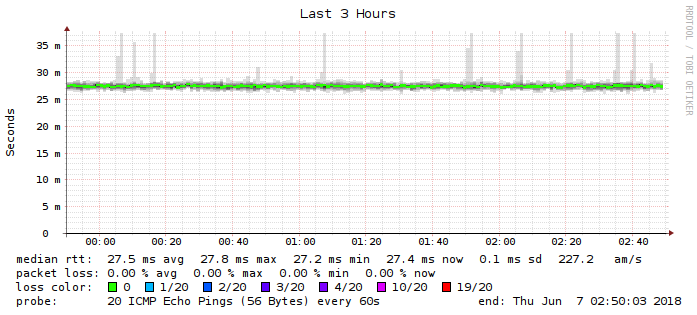 Last 3 Hours
RRDTOOL / TOBI OETIKER
Seconds
35 m
30 m
25 m
20 m
15 m
10 m
5 m
0
00:00 00:20 00:40 01:00 01:20 01:40 02:00 02:20 02:40
median rtt: 27.5 ms avg 27.8 ms max 27.2 ms min 27.4 ms now 0.1 ms sd 227.2 am/s
packet loss: 0.00 % avg 0.00 % max 0.00 % min 0.00 % now
loss color: 0 1/20 2/20 3/20 4/20 10/20 19/20
probe: 20 ICMP Echo Pings (56 Bytes) every 60s end: Thu Jun 7 02:50:03 2018